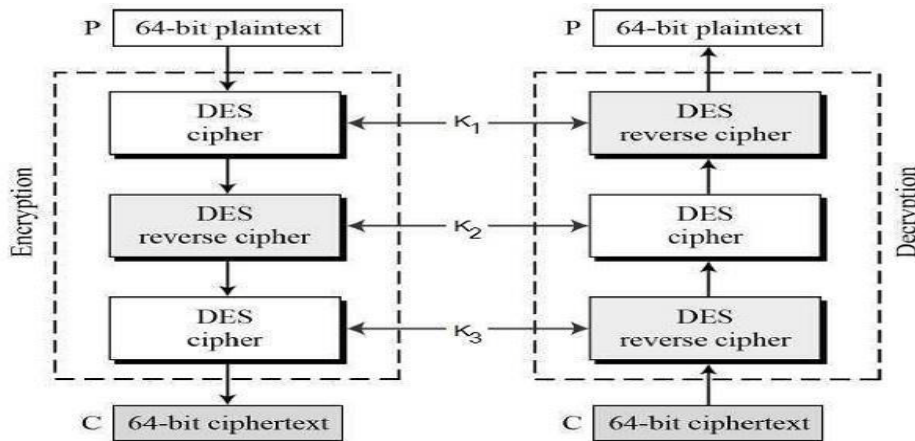 P 64-bit plaintext
P 64-bit plaintext
Encryption
DES
cipher
K1
DES
reverse cipher
DES
reverse cipher
K2
DES
cipher
DES
cipher
K3
DES
reverse cipher
Decryption
C 64-bit ciphertext
C 64-bit ciphertext